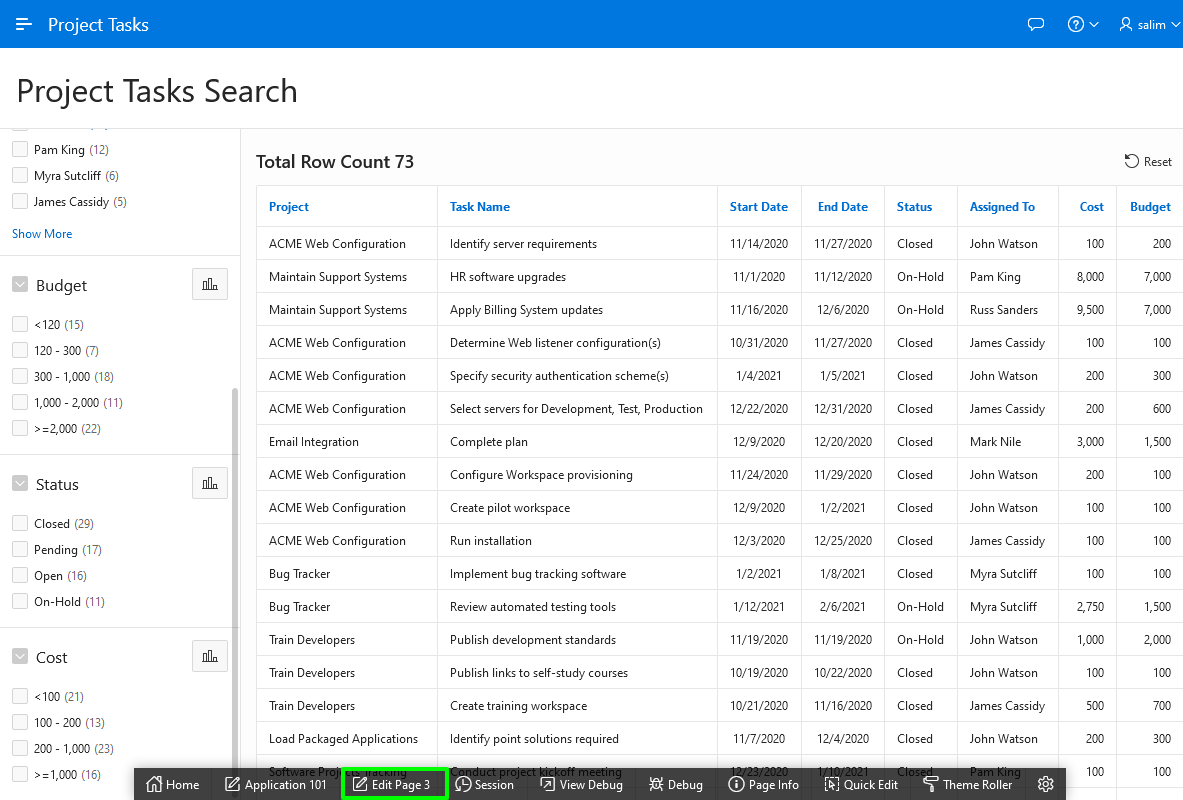 Project Tasks
salim
Project Tasks Search
Pam King (12)
Myra Sutcliff (6)
James Cassidy (5)
Show More
Budget
<120 (15)
120 - 300 (7)
300 - 1,000 (18)
1,000 - 2,000 (11)
>=2,000 (22)
Status
Closed (29)
Pending (17)
Open (16)
On-Hold (11)
Cost
<100 (21)
100 - 200 (13)
200 - 1,000 (23)
>=1,000 (16)
Total Row Count 73
Reset
Project Task Name Start Date End Date Status Assigned To Cost Budget
ACME Web Configuration Identify server requirements 11/14/2020 11/27/2020 Closed John Watson 100 200
Maintain Support Systems HR software upgrades 11/1/2020 11/12/2020 On-Hold Pam King 8,000 7,000
Maintain Support Systems Apply Billing System updates 11/16/2020 12/6/2020 On-Hold Russ Sanders 9,500 7,000
ACME Web Configuration Determine Web listener configuration(s) 10/31/2020 11/27/2020 Closed James Cassidy 100 100
ACME Web Configuration Specify security authentication scheme(s) 1/4/2021 1/5/2021 Closed John Watson 200 300
ACME Web Configuration Select servers for Development, Test, Production 12/22/2020 12/31/2020 Closed James Cassidy 200 600
Email Integration Complete plan 12/9/2020 12/20/2020 Closed Mark Nile 3,000 1,500
ACME Web Configuration Configure Workspace provisioning 11/24/2020 11/29/2020 Closed John Watson 200 100
ACME Web Configuration Create pilot workspace 12/9/2020 1/2/2021 Closed John Watson 100 100
ACME Web Configuration Run installation 12/3/2020 12/25/2020 Closed James Cassidy 100 100
Bug Tracker Implement bug tracking software 1/2/2021 1/8/2021 Closed Myra Sutcliff 100 100
Bug Tracker Review automated testing tools 1/12/2021 2/6/2021 On-Hold Myra Sutcliff 2,750 1,500
Train Developers Publish development standards 11/19/2020 11/19/2020 On-Hold John Watson 1,000 2,000
Train Developers Publish links to self-study courses 10/19/2020 10/22/2020 Closed John Watson 100 100
Train Developers Create training workspace 10/21/2020 11/16/2020 Closed James Cassidy 500 700
Load Packaged Applications Identify point solutions required 11/7/2020 12/4/2020 Closed John Watson 200 300
Software Projects Tracking Conduct project kickoff meeting 12/23/2020 1/10/2021 Closed Pam King 100 100
Home Application 101 Edit Page 3 Session View Debug Debug Page Info Quick Edit Theme Roller